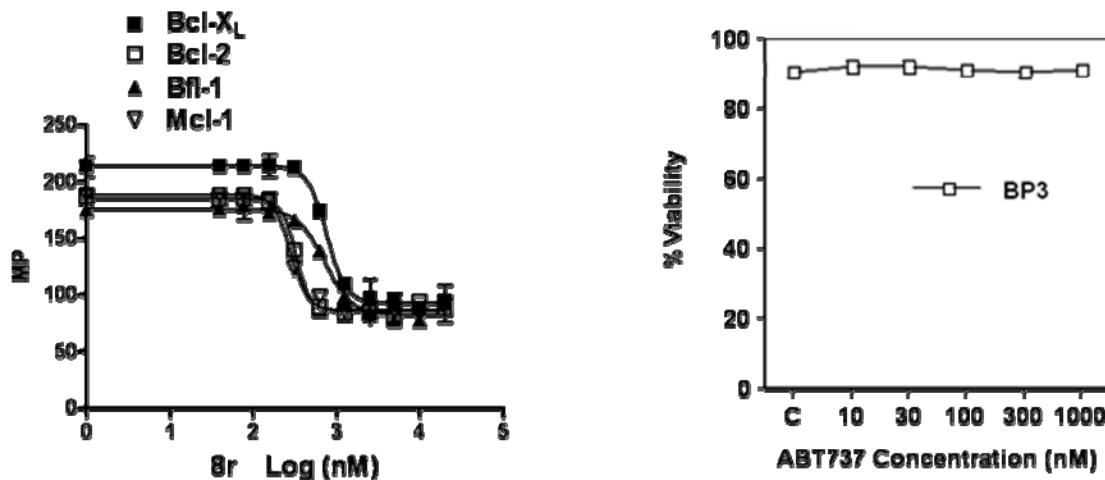 Bcl-XL
Bcl-2
Bfl-1
Mcl-1
250
200
150
100
50
0
MP
0 1 2 3 4 5
8r Log (nM)
100
80
60
40
20
0
% Viability
BP3
C 10 30 100 300 1000
ABT737 Concentration (nM)